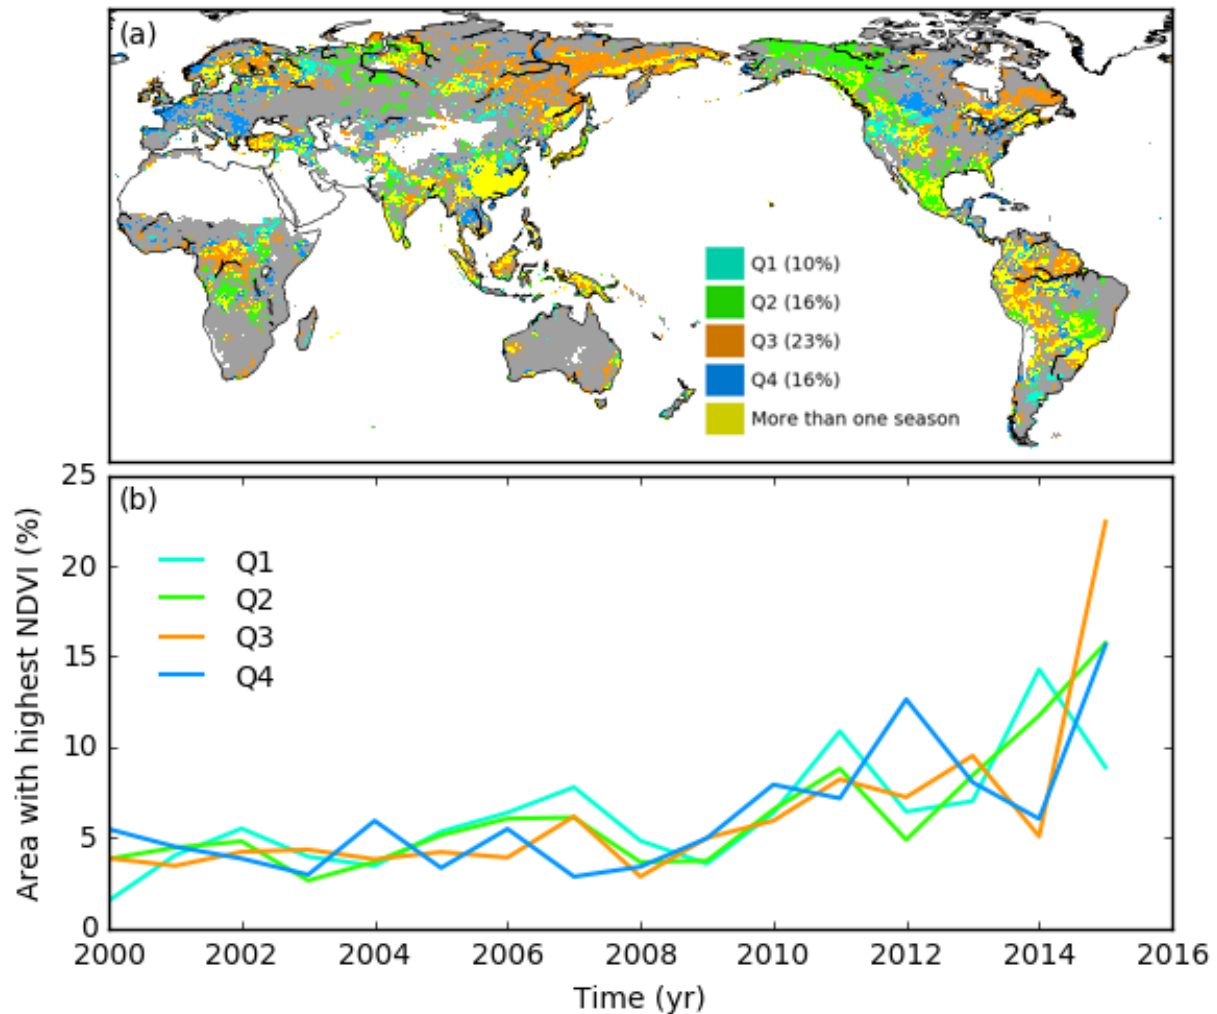 (a)
Q1 (10%)
Q2 (16%)
Q3 (23%)
Q4 (16%)
More than one season
(b)
Area with highest NDVI (%)
25
20
15
10
5
0
Q1
Q2
Q3
Q4
2000 2002 2004 2006 2008 2010 2012 2014 2016
Time (yr)